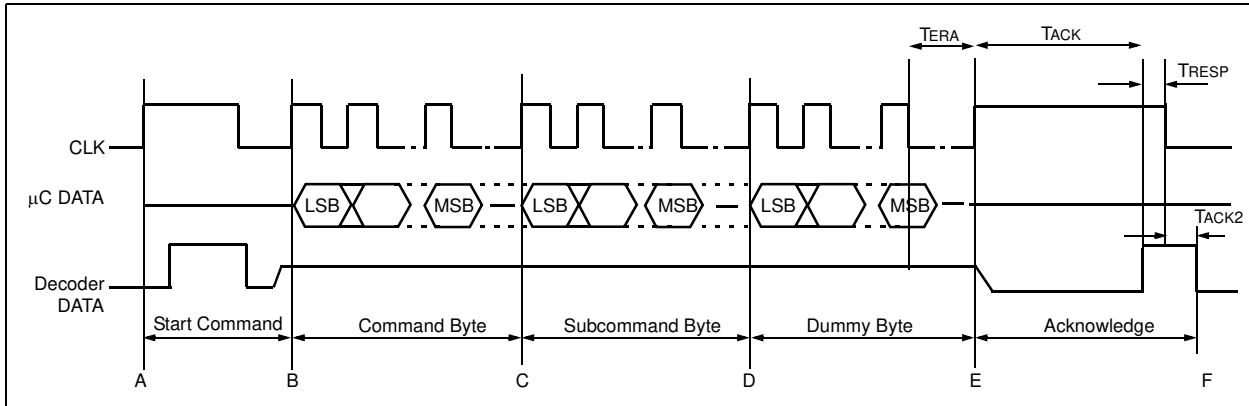 TERA
TACK
TRESP
CLK
μC DATA
LSB
MSB
LSB
MSB
LSB
MSB
TACK2
Decoder
DATA
Start Command
Command Byte
Subcommand Byte
Dummy Byte
Acknowledge
A
B
C
D
E
F